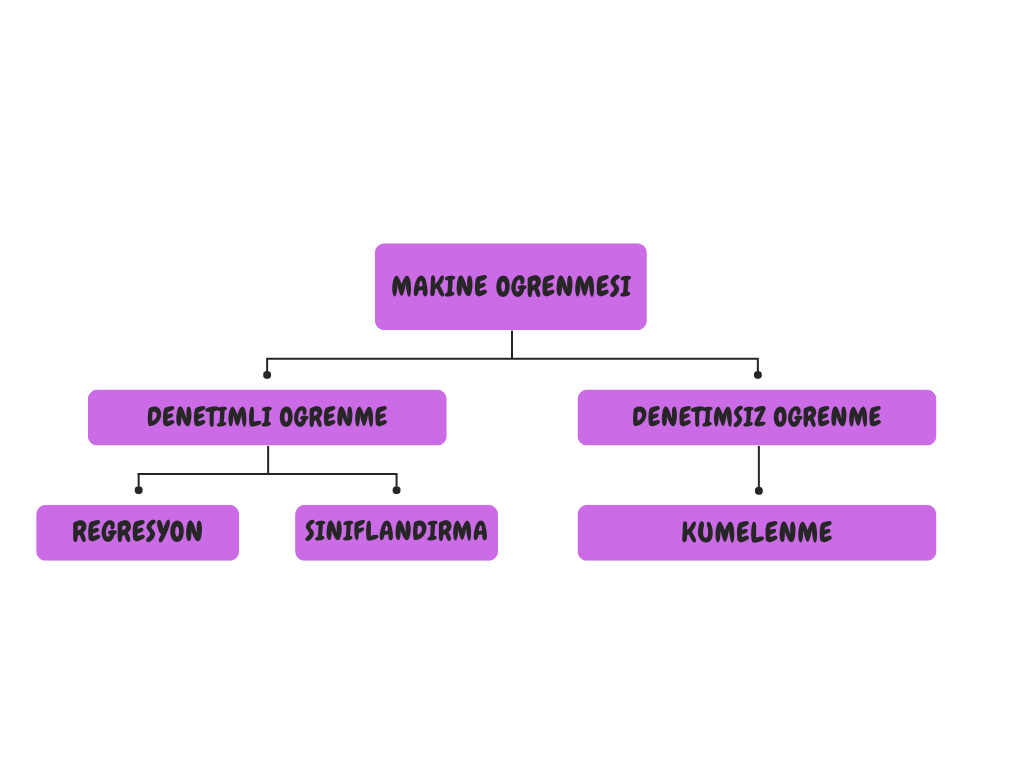 MAKINE OGRENMESI
DENETIMLI OGRENME
DENETIMSIZ OGRENME
REGRESYON
SINIFLANDIRMA
KUMELENME